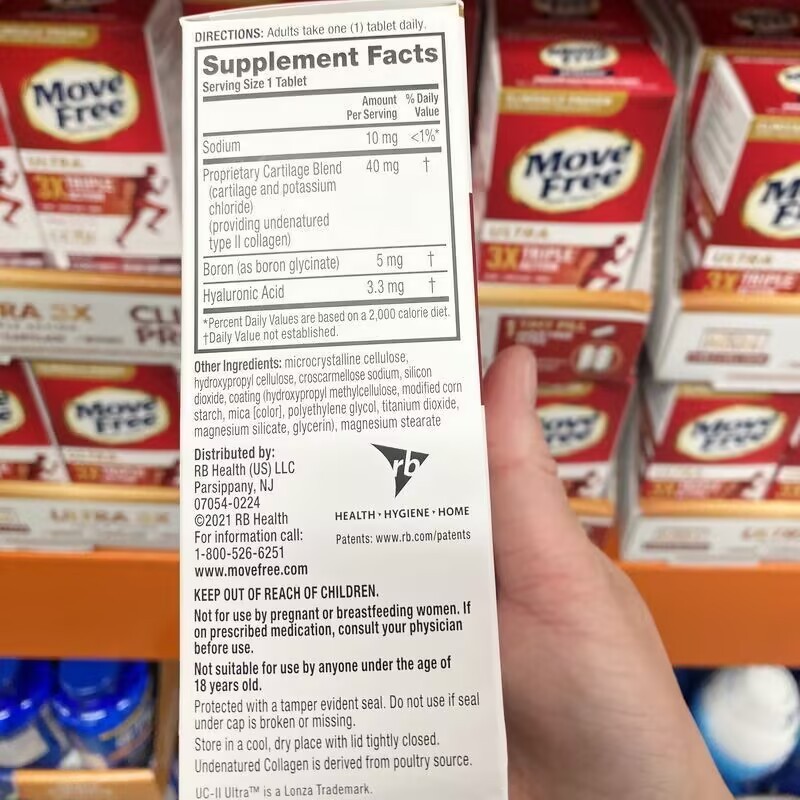 DIRECTIONS: Adults take one (1) tablet daily.
Supplement Facts
Serving Size 1 Tablet
Amount Per Serving % Daily Value
Sodium 10 mg <1%*
Proprietary Cartilage Blend 40 mg †
(cartilage and potassium
chloride)
(providing undenatured
type II collagen)
Boron (as boron glycinate) 5 mg †
Hyaluronic Acid 3.3 mg †
*Percent Daily Values are based on a 2,000 calorie diet.
†Daily Value not established.
Other Ingredients: microcrystalline cellulose,
hydroxypropyl cellulose, croscarmellose sodium, silicon
dioxide, coating (hydroxypropyl methylcellulose, modified corn
starch, mica [color], polyethylene glycol, titanium dioxide,
magnesium silicate, glycerin), magnesium stearate
Distributed by:
RB Health (US) LLC
Parsippany, NJ
07054-0224
©2021 RB Health
For information call:
1-800-526-6251
www.movefree.com
rb
HEALTH • HYGIENE • HOME
Patents: www.rb.com/patents
KEEP OUT OF REACH OF CHILDREN.
Not for use by pregnant or breastfeeding women. If
on prescribed medication, consult your physician
before use.
Not suitable for use by anyone under the age of
18 years old.
Protected with a tamper evident seal. Do not use if seal
under cap is broken or missing.
Store in a cool, dry place with lid tightly closed.
Undenatured Collagen is derived from poultry source.
UC-II Ultra™ is a Lonza Trademark.
Move
Free
ULTRA
3X TRIPLE
Move
Free
ULTRA
3X TRIPLE
ACTION
Move
Free
Move
Free